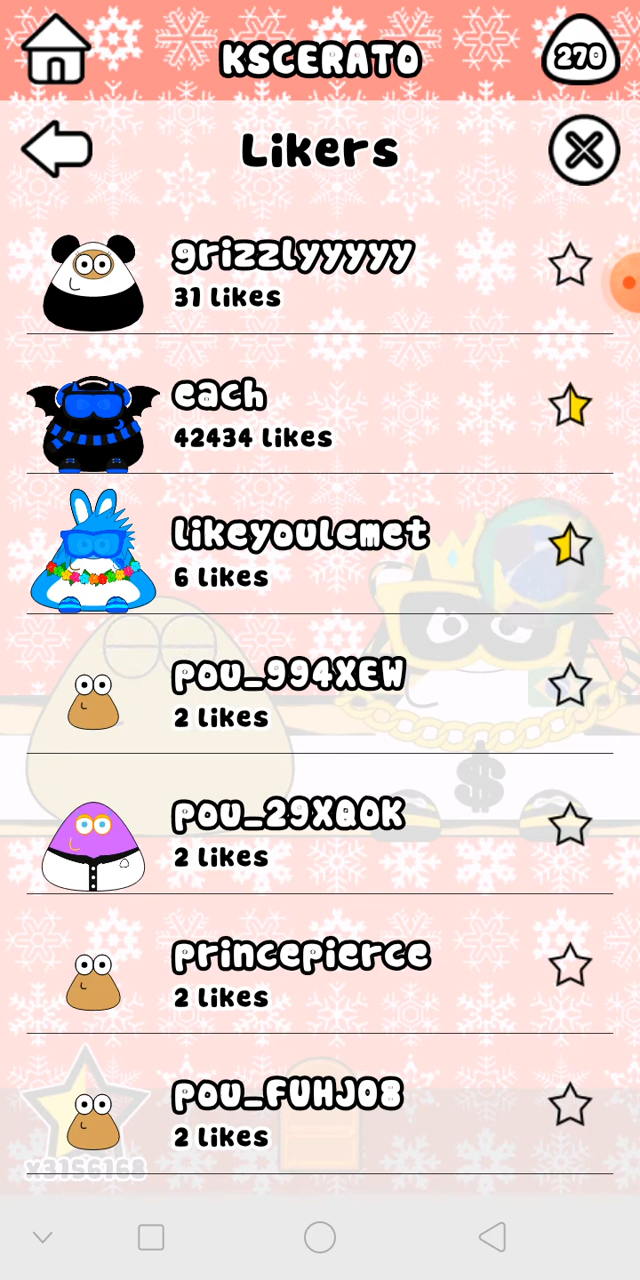 KSCERATO
270
Likers
grizzlyyyyy
31 likes
each
42434 likes
likeyoulemet
6 likes
pou_994XEW
2 likes
pou_29XQOK
2 likes
princepierce
2 likes
pou_FUHJO8
2 likes
x3156168
$